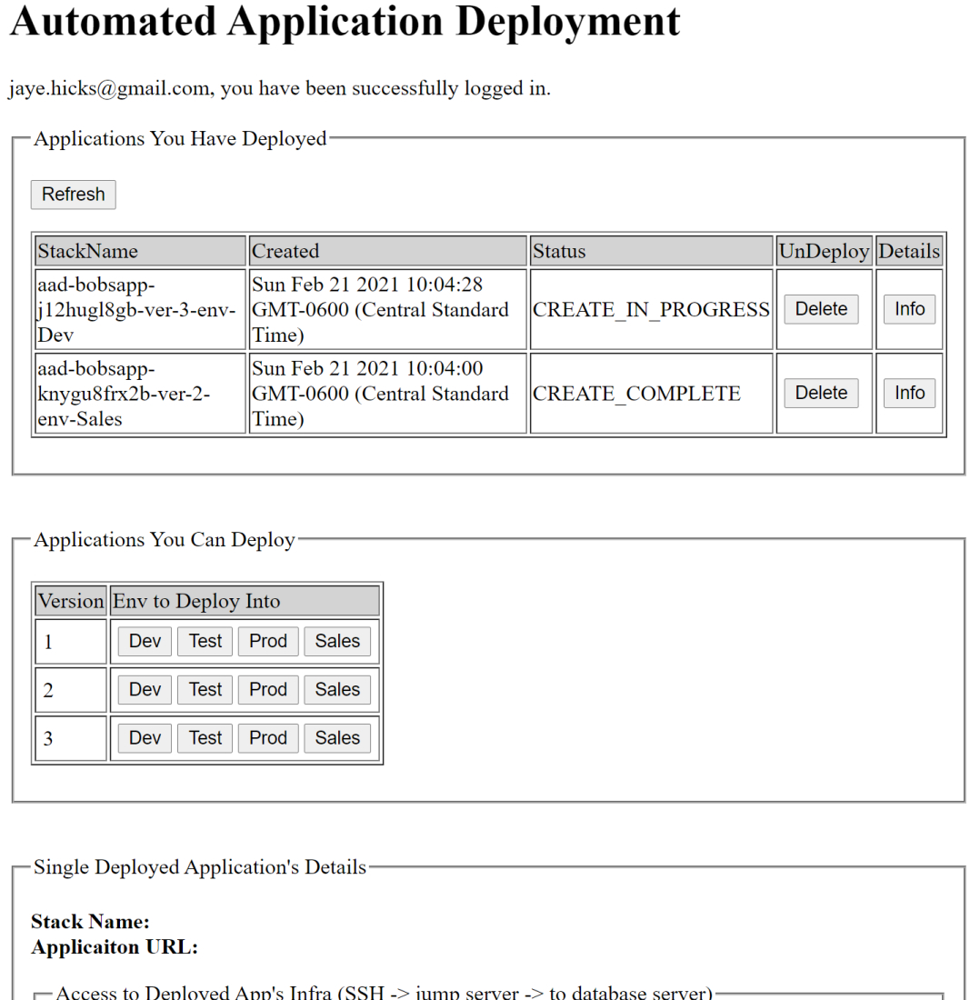 Automated Application Deployment
jaye.hicks@gmail.com, you have been successfully logged in.
Applications You Have Deployed
Refresh
StackName Created Status UnDeploy Details
aad-bobsapp- Sun Feb 21 2021 10:04:28
j12hugl8gb-ver-3-env- GMT-0600 (Central Standard CREATE_IN_PROGRESS Delete Info
Dev Time)
aad-bobsapp- Sun Feb 21 2021 10:04:00
knygu8frx2b-ver-2- GMT-0600 (Central Standard CREATE_COMPLETE Delete Info
env-Sales Time)
Applications You Can Deploy
Version Env to Deploy Into
1 Dev Test Prod Sales
2 Dev Test Prod Sales
3 Dev Test Prod Sales
Single Deployed Application's Details
Stack Name:
Applicaiton URL:
Access to Deployed App's Infra (SSH -> jump server -> to database server)